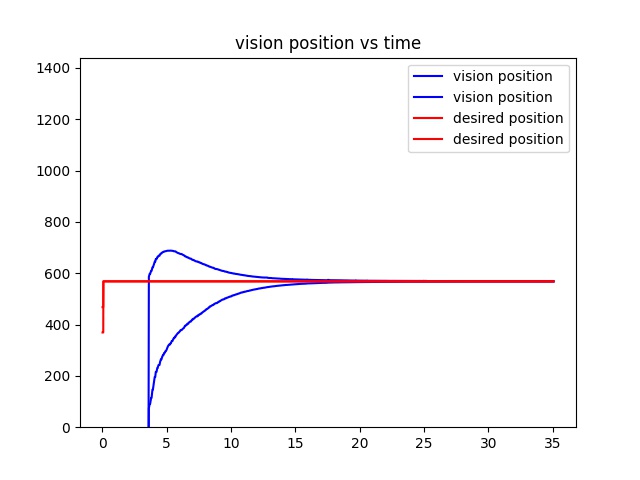 vision position vs time
1400
1200
1000
800
600
400
200
0
vision position
vision position
desired position
desired position
0 5 10 15 20 25 30 35